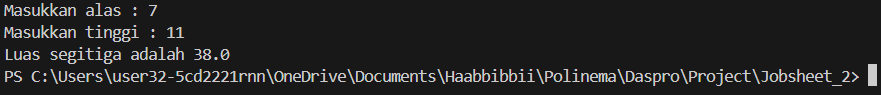 Masukkan alas : 7
Masukkan tinggi : 11
Luas segitiga adalah 38.0
PS C:\Users\user32-5cd2221rnn\OneDrive\Documents\Haabbibbii\Polinema\Daspro\Project\Jobsheet_2>